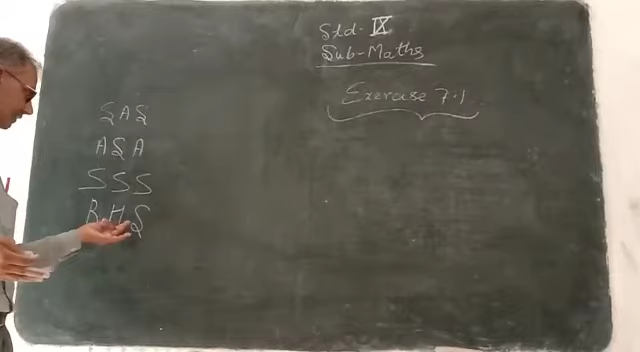 Std. IX
Sub-Maths
Exercise 7.1
SAS
ASA
SSS
RHS